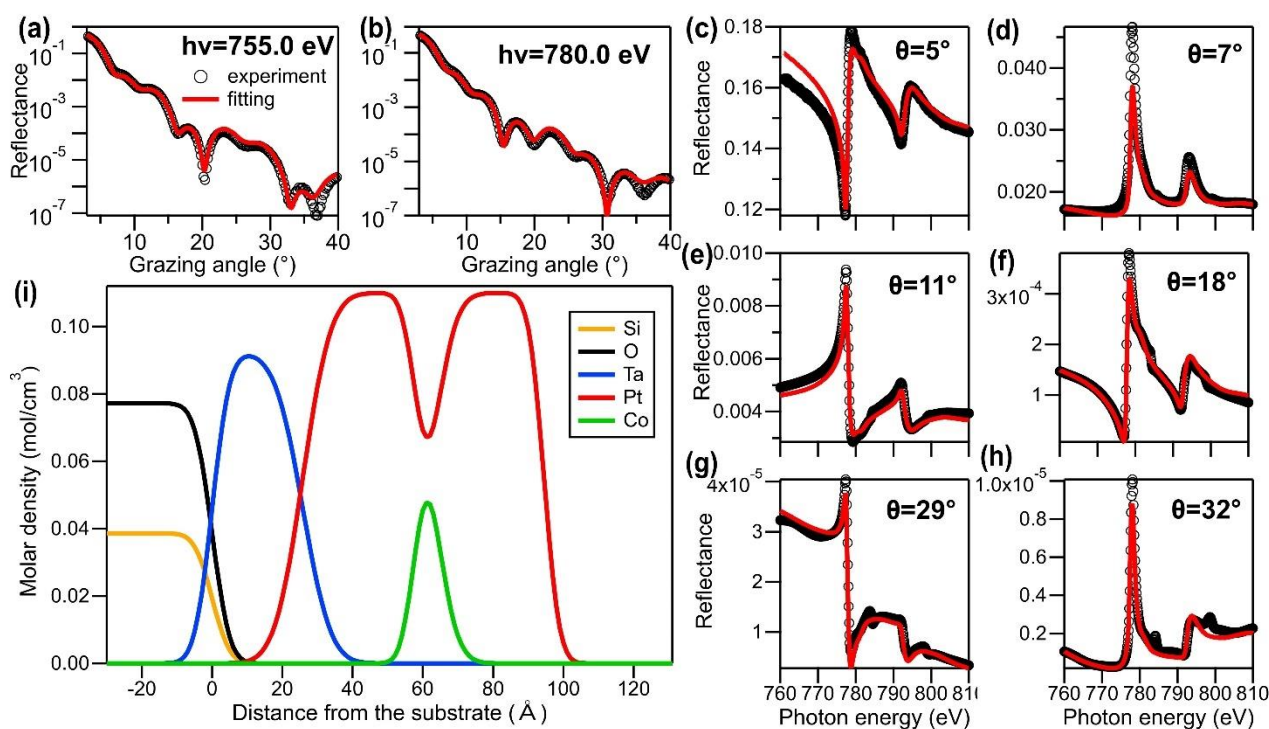 (a)
hν=755.0 eV
experiment
fitting
Reflectance
10⁻¹
10⁻³
10⁻⁵
10⁻⁷
10
20
30
40
Grazing angle (°)
(b)
hν=780.0 eV
10⁻¹
10⁻³
10⁻⁵
10⁻⁷
10
20
30
40
Grazing angle (°)
(c)
θ=5°
Reflectance
0.18
0.16
0.14
0.12
(d)
θ=7°
0.040
0.030
0.020
(e)
θ=11°
Reflectance
0.010
0.008
0.006
0.004
(f)
θ=18°
3x10⁻⁴
2
1
(g)
θ=29°
Reflectance
4x10⁻⁵
3
2
1
760 770 780 790 800 810
Photon energy (eV)
(h)
θ=32°
1.0x10⁻⁵
0.8
0.6
0.4
0.2
760 770 780 790 800 810
Photon energy (eV)
(i)
Molar density (mol/cm³)
0.10
0.08
0.06
0.04
0.02
0.00
Si
O
Ta
Pt
Co
-20 0 20 40 60 80 100 120
Distance from the substrate (Å)